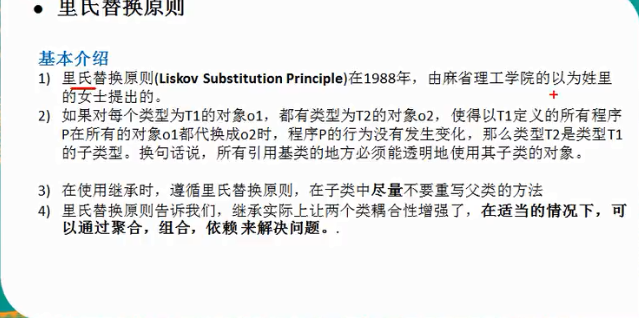 • 里氏替换原则
基本介绍
1) 里氏替换原则(Liskov Substitution Principle)在1988年，由麻省理工学院的以为姓里
的女士提出的。
2) 如果对每个类型为T1的对象o1，都有类型为T2的对象o2，使得以T1定义的所有程序
P在所有的对象o1都代换成o2时，程序P的行为没有发生变化，那么类型T2是类型T1
的子类型。换句话说，所有引用基类的地方必须能透明地使用其子类的对象。
3) 在使用继承时，遵循里氏替换原则，在子类中尽量不要重写父类的方法
4) 里氏替换原则告诉我们，继承实际上让两个类耦合性增强了，在适当的情况下，可
以通过聚合，组合，依赖 来解决问题。.